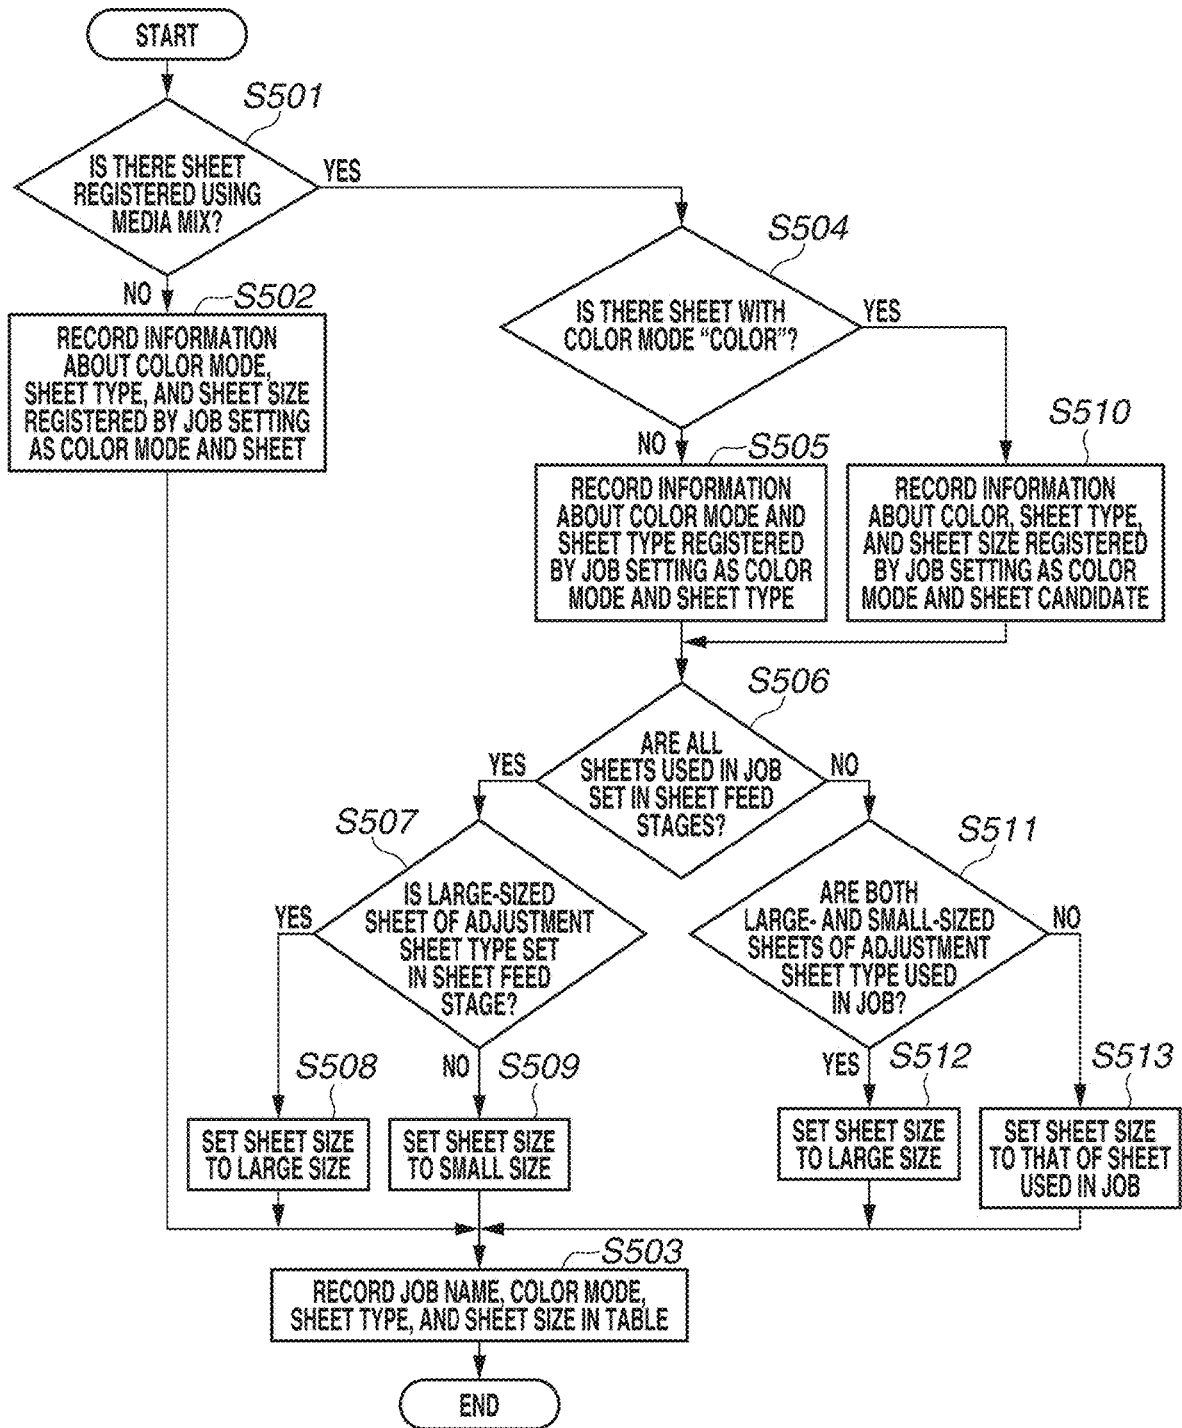 START
S501
IS THERE SHEET
REGISTERED USING
MEDIA MIX?
YES
NO
S502
RECORD INFORMATION
ABOUT COLOR MODE,
SHEET TYPE, AND SHEET SIZE
REGISTERED BY JOB SETTING
AS COLOR MODE AND SHEET
S504
IS THERE SHEET WITH
COLOR MODE “COLOR”?
YES
NO
S505
RECORD INFORMATION
ABOUT COLOR MODE AND
SHEET TYPE REGISTERED
BY JOB SETTING AS COLOR
MODE AND SHEET TYPE
S510
RECORD INFORMATION
ABOUT COLOR, SHEET TYPE,
AND SHEET SIZE REGISTERED
BY JOB SETTING AS COLOR
MODE AND SHEET CANDIDATE
S506
ARE ALL
SHEETS USED IN JOB
SET IN SHEET FEED
STAGES?
YES
NO
S507
IS LARGE-SIZED
SHEET OF ADJUSTMENT
SHEET TYPE SET
IN SHEET FEED
STAGE?
YES
NO
S511
ARE BOTH
LARGE- AND SMALL-SIZED
SHEETS OF ADJUSTMENT
SHEET TYPE USED
IN JOB?
NO
YES
S508
SET SHEET SIZE
TO LARGE SIZE
S509
SET SHEET SIZE
TO SMALL SIZE
S512
SET SHEET SIZE
TO LARGE SIZE
S513
SET SHEET SIZE
TO THAT OF SHEET
USED IN JOB
S503
RECORD JOB NAME, COLOR MODE,
SHEET TYPE, AND SHEET SIZE IN TABLE
END